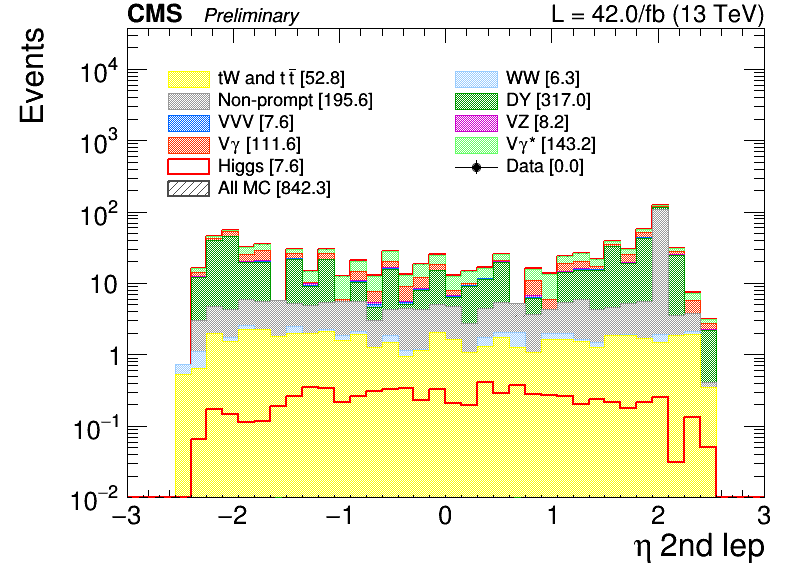 CMS Preliminary L = 42.0/fb (13 TeV)
Events
tW and t t̄ [52.8] WW [6.3]
Non-prompt [195.6] DY [317.0]
VVV [7.6] VZ [8.2]
Vγ [111.6] Vγ* [143.2]
Higgs [7.6] Data [0.0]
All MC [842.3]
10⁴
10³
10²
10
1
10⁻¹
10⁻²
−3 −2 −1 0 1 2 3
η 2nd lep